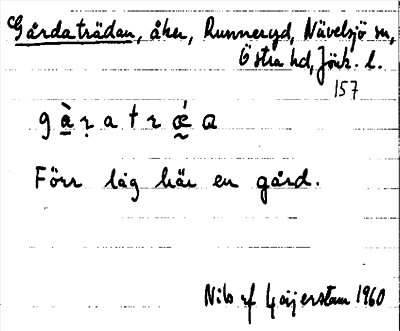 Gårdaträdan, åker, Runneryd, Nävelsjö sn,
Östra hd, Jönk. l.
157
g à̱ ṛ a t r ǽ̰ a
Förr låg här en gård.
Nils af Geijerstam 1960